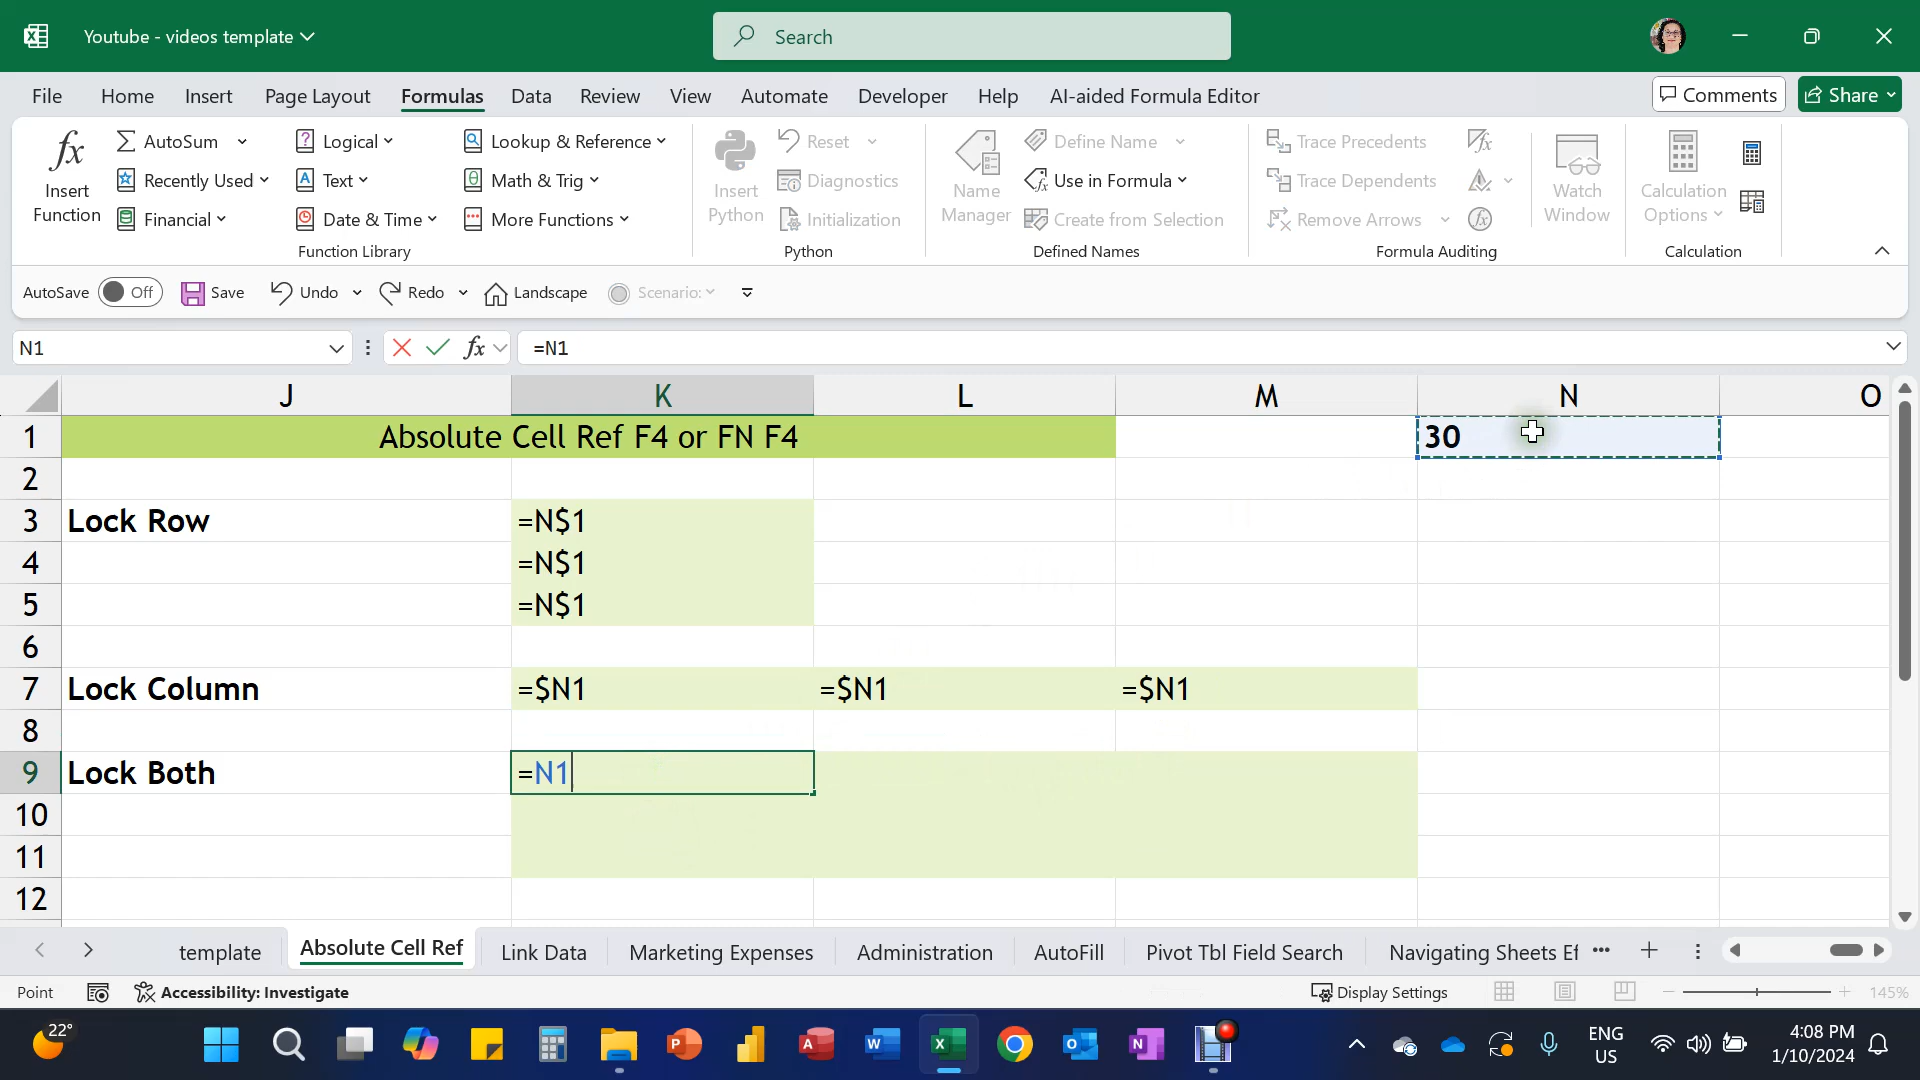 Youtube - videos template
Search
File Home Insert Page Layout Formulas Data Review View Automate Developer Help AI-aided Formula Editor
Comments Share
fx AutoSum Logical Lookup & Reference Reset Define Name Trace Precedents fx
Insert Function Recently Used Text Math & Trig Insert Python Diagnostics Name Manager Use in Formula Trace Dependents Watch Window Calculation Options
Financial Date & Time More Functions Initialization Create from Selection Remove Arrows
Function Library Python Defined Names Formula Auditing Calculation
AutoSave Off Save Undo Redo Landscape Scenario:
N1 fx =N1
J K L M N O
1 Absolute Cell Ref F4 or FN F4 30
2
3 Lock Row =N$1
4 =N$1
5 =N$1
6
7 Lock Column =$N1 =$N1 =$N1
8
9 Lock Both =N1
10
11
12
template Absolute Cell Ref Link Data Marketing Expenses Administration AutoFill Pivot Tbl Field Search Navigating Sheets Ef
Point Accessibility: Investigate Display Settings 145%
22° ENG 4:08 PM
US 1/10/2024